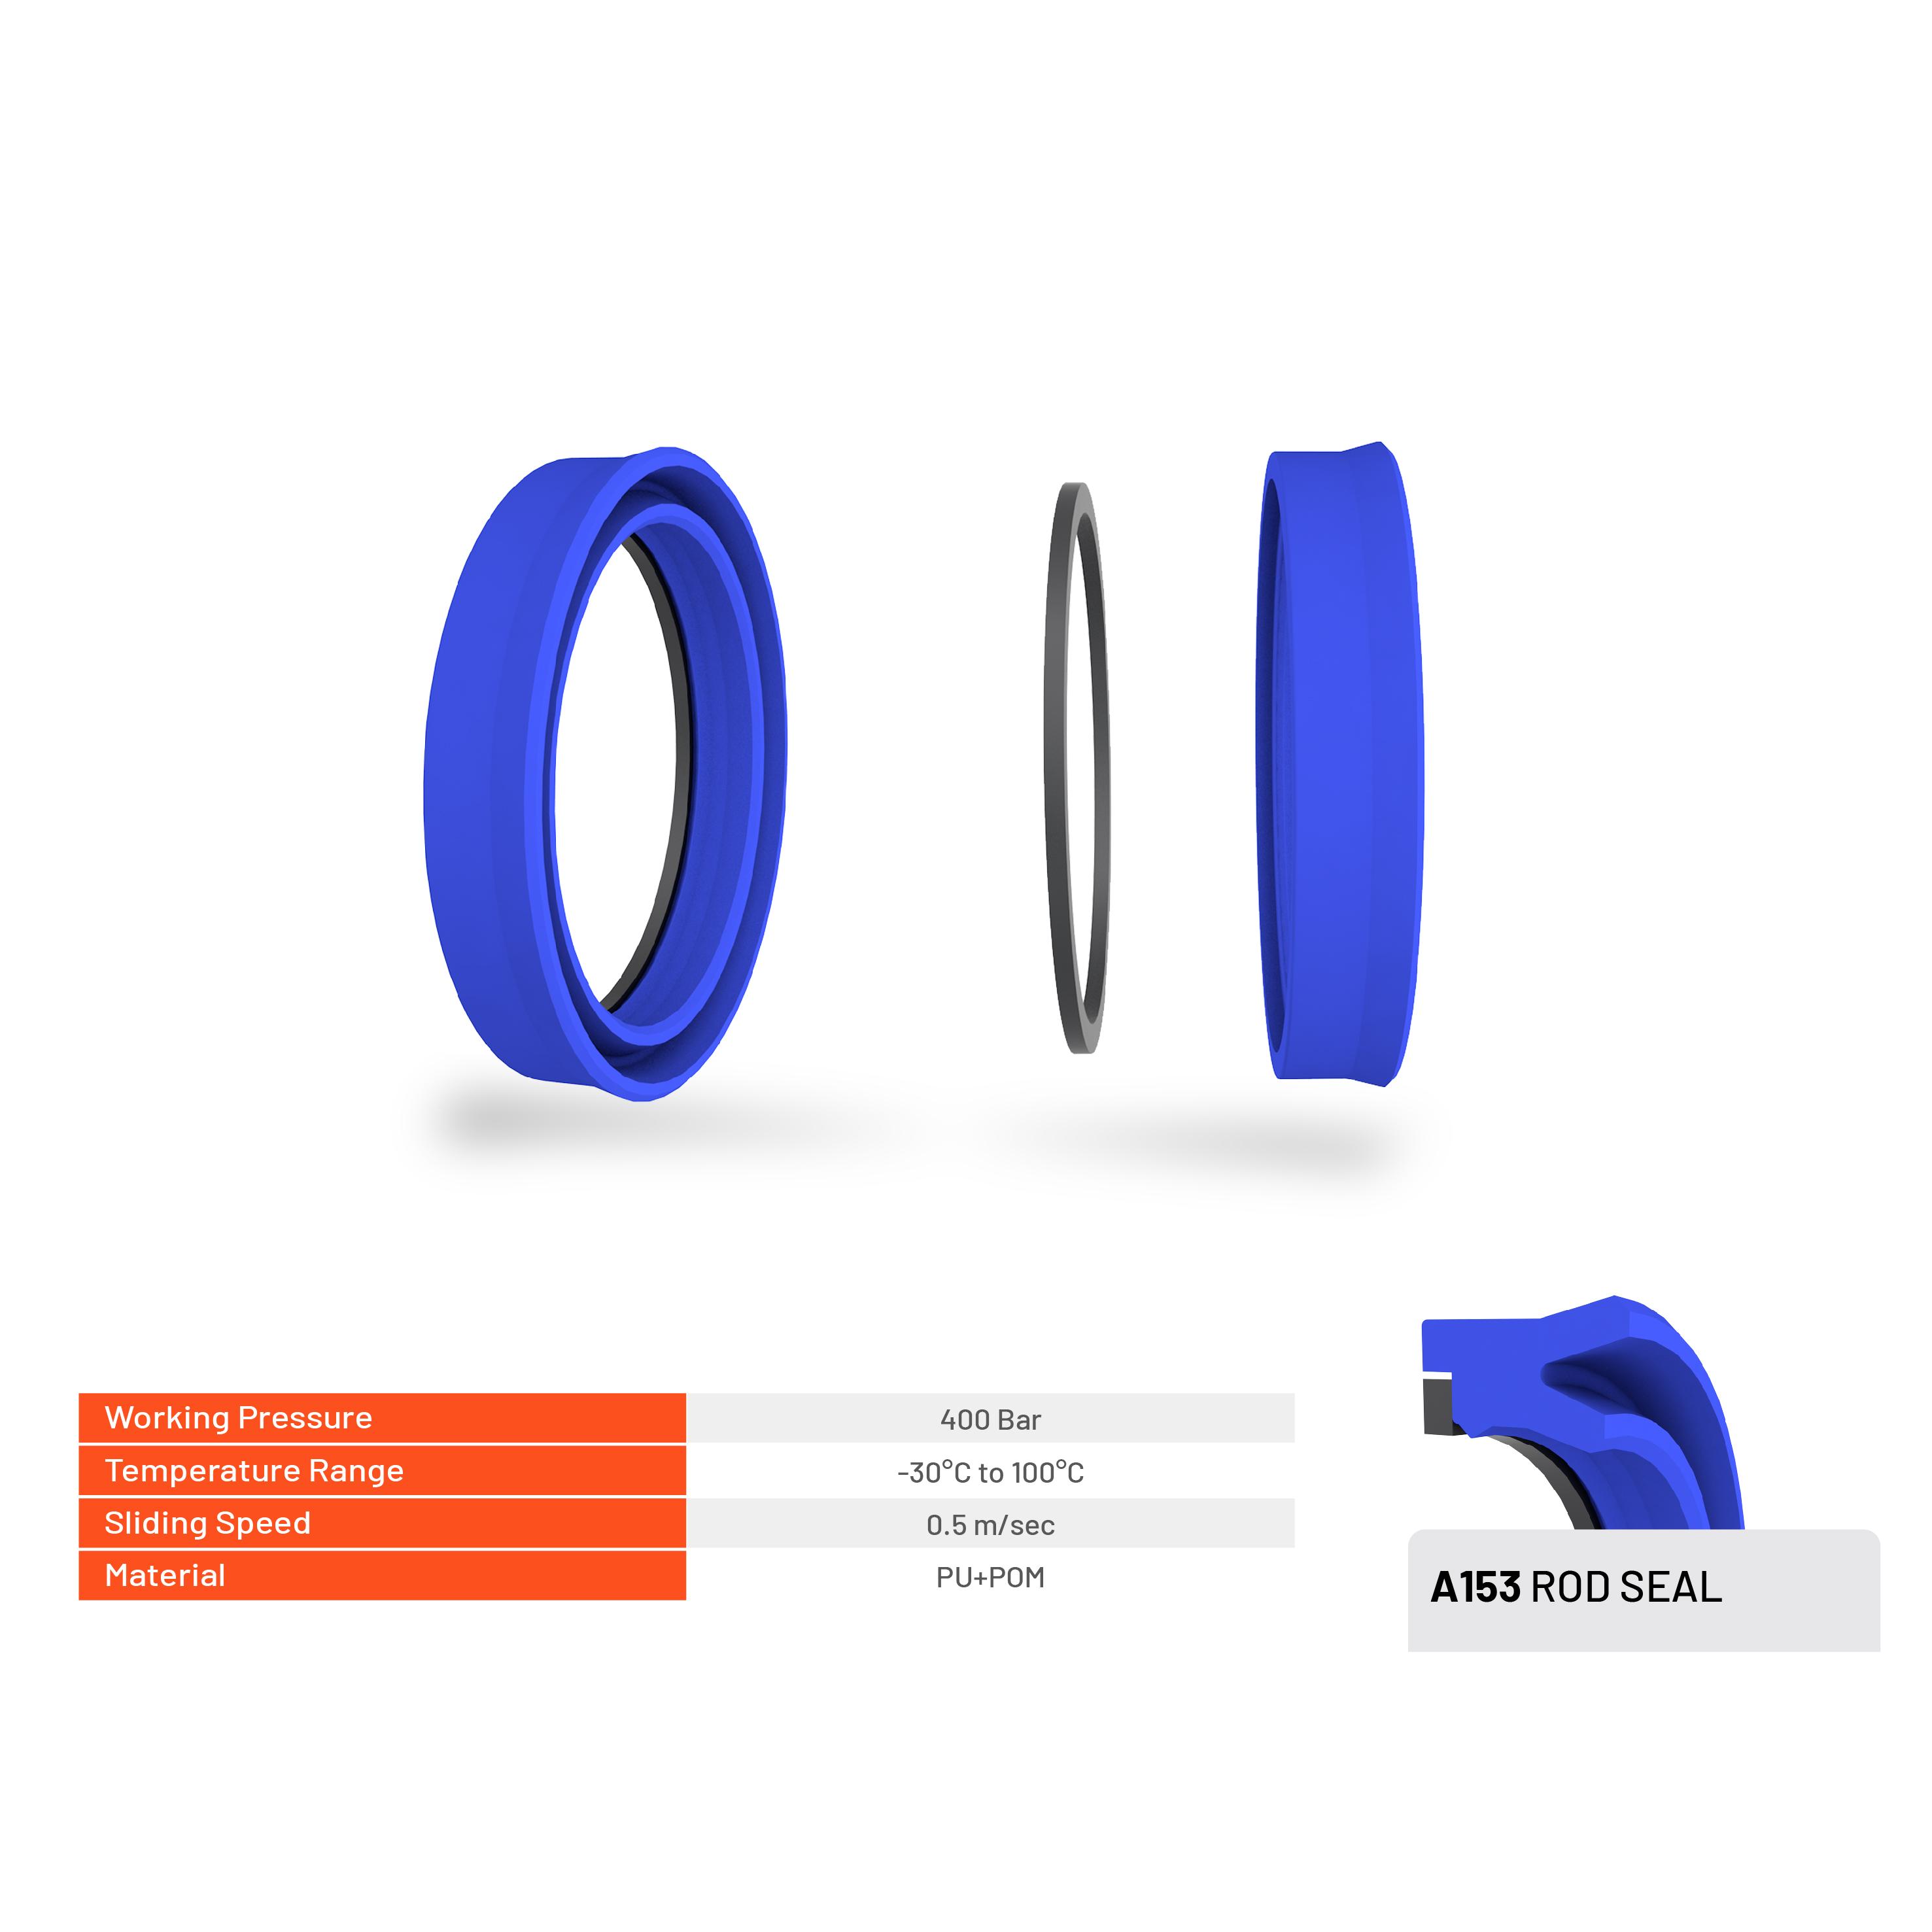 Working Pressure 400 Bar
Temperature Range -30°C to 100°C
Sliding Speed 0.5 m/sec
Material PU+POM
A153 ROD SEAL